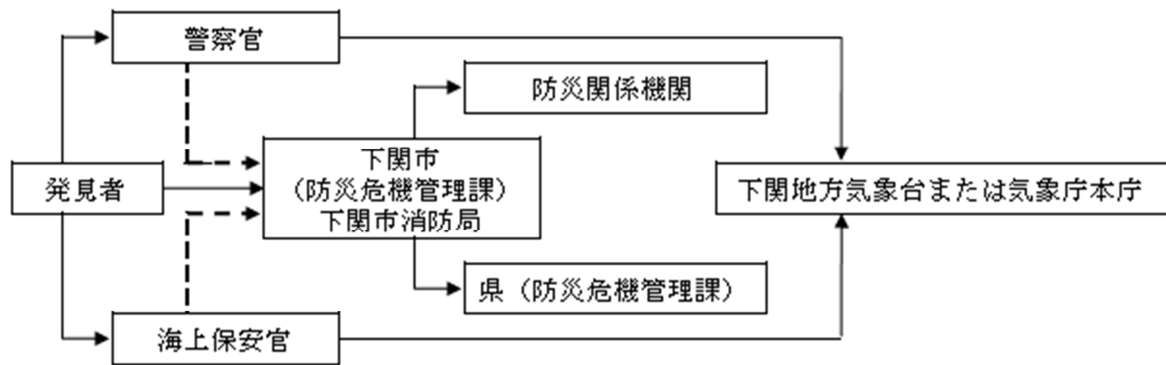 警察官
防災関係機関
発見者
下関市
(防災危機管理課)
下関市消防局
下関地方気象台または気象庁本庁
県(防災危機管理課)
海上保安官